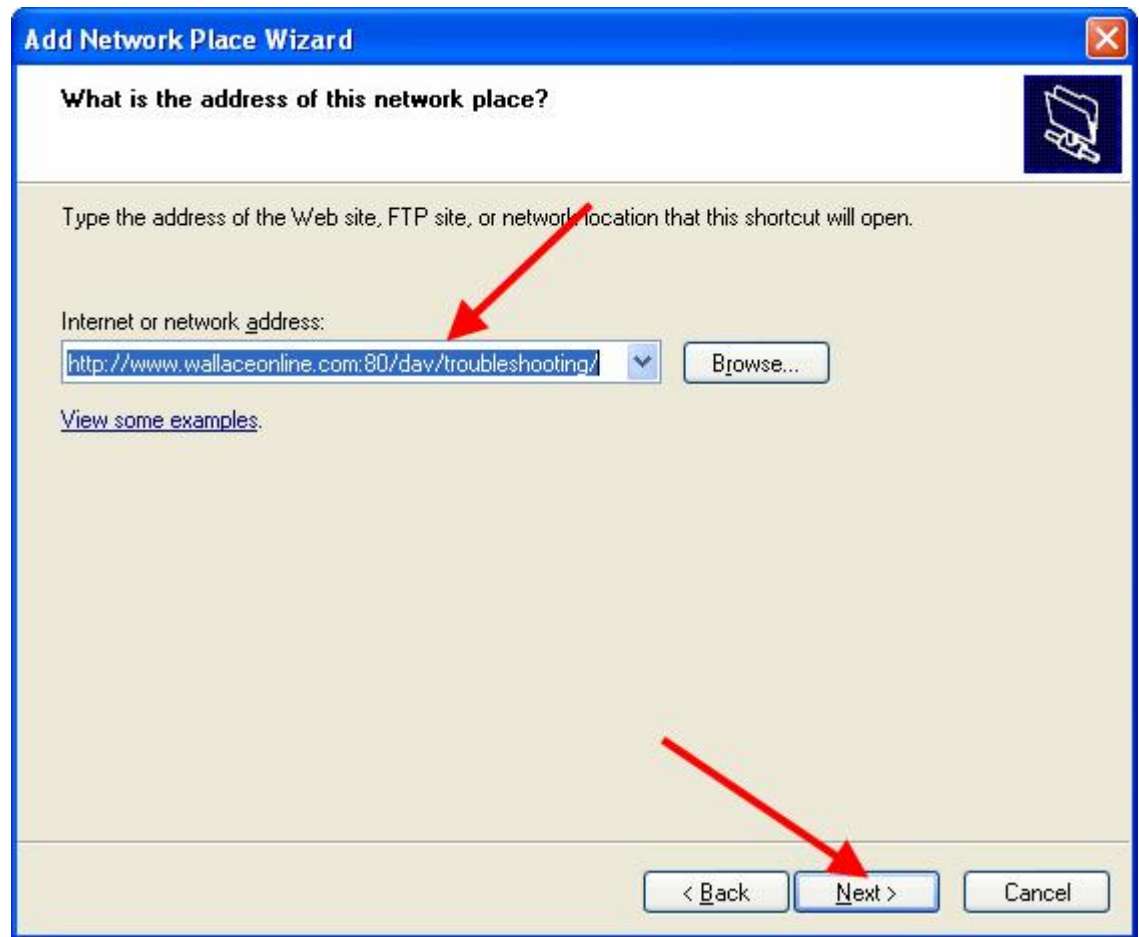 Add Network Place Wizard
What is the address of this network place?
Type the address of the Web site, FTP site, or network location that this shortcut will open.
Internet or network address:
http://www.wallaceonline.com:80/dav/troubleshooting/
Browse...
View some examples.
< Back
Next >
Cancel